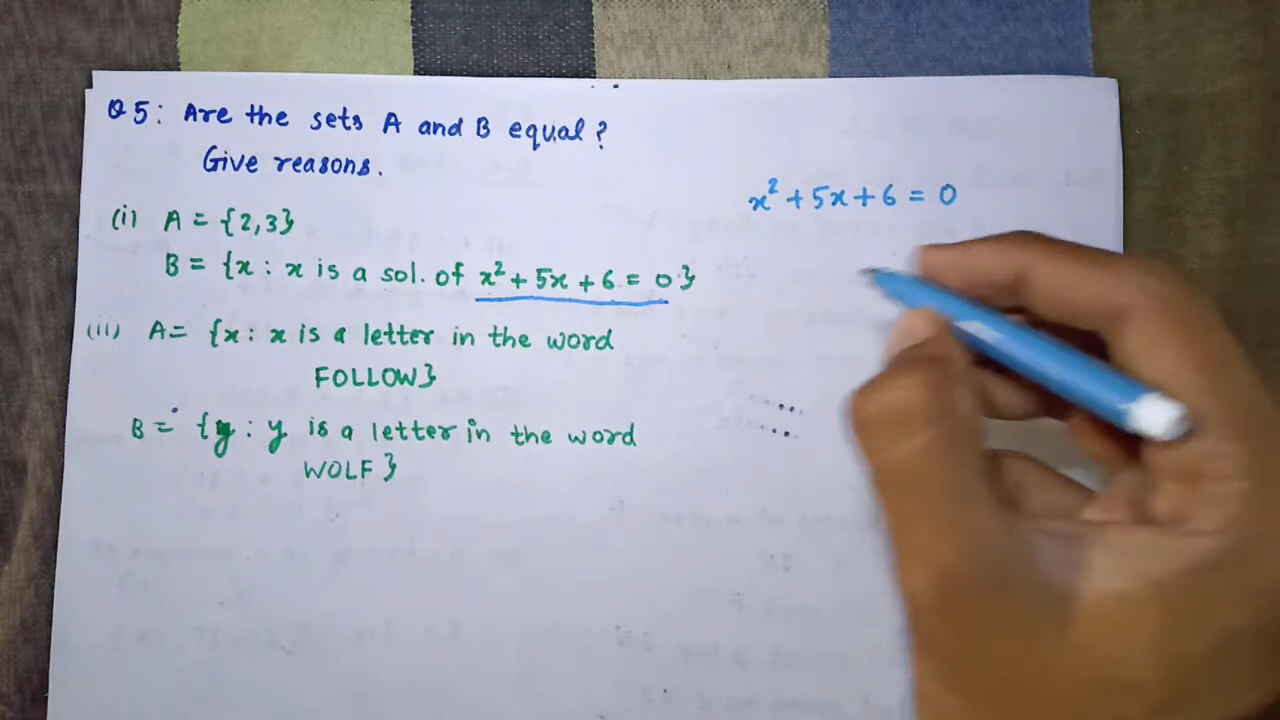 Q5: Are the sets A and B equal?
Give reasons.
x² + 5x + 6 = 0
(i) A = {2,3}
B = {x : x is a sol. of x² + 5x + 6 = 0}
(ii) A = {x : x is a letter in the word
FOLLOW}
B = {y : y is a letter in the word
WOLF}